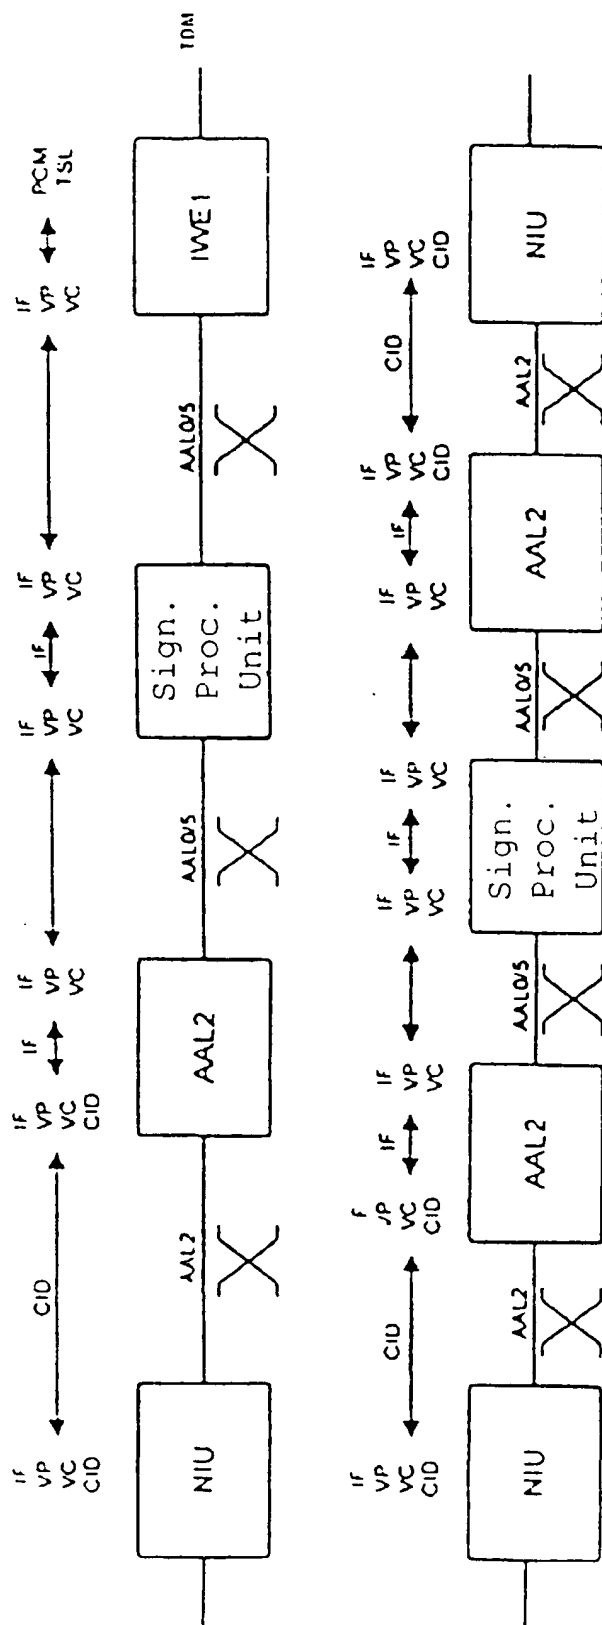 IF
VP
VC
CID
CID
IF
VP
VC
CID
IF
IF
VP
VC
IF
VP
VC
IF
IF
VP
VC
IF
VP
VC
PCM
TSL
NIU
AAL2
AAL2
AAL0/5
Sign.
Proc.
Unit
AAL0/5
IWE1
TDM
IF
VP
VC
CID
CID
F
VP
VC
CID
IF
IF
VP
VC
IF
VP
VC
IF
IF
VP
VC
IF
VP
VC
IF
IF
VP
VC
CID
CID
IF
VP
VC
CID
NIU
AAL2
AAL2
AAL0/5
Sign.
Proc.
Unit
AAL0/5
AAL2
AAL2
NIU